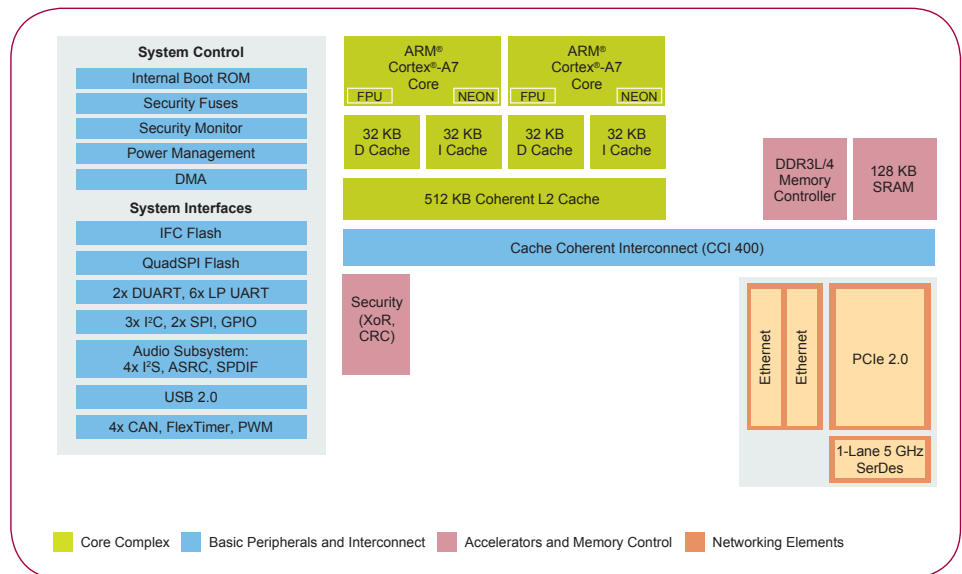 System Control
Internal Boot ROM
Security Fuses
Security Monitor
Power Management
DMA
System Interfaces
IFC Flash
QuadSPI Flash
2x DUART, 6x LP UART
3x I²C, 2x SPI, GPIO
Audio Subsystem:
4x I²S, ASRC, SPDIF
USB 2.0
4x CAN, FlexTimer, PWM
ARM®
Cortex®-A7
Core
FPU
NEON
ARM®
Cortex®-A7
Core
FPU
NEON
32 KB
D Cache
32 KB
I Cache
32 KB
D Cache
32 KB
I Cache
512 KB Coherent L2 Cache
DDR3L/4
Memory
Controller
128 KB
SRAM
Cache Coherent Interconnect (CCI 400)
Security
(XoR,
CRC)
Ethernet
Ethernet
PCIe 2.0
1-Lane 5 GHz
SerDes
Core Complex
Basic Peripherals and Interconnect
Accelerators and Memory Control
Networking Elements